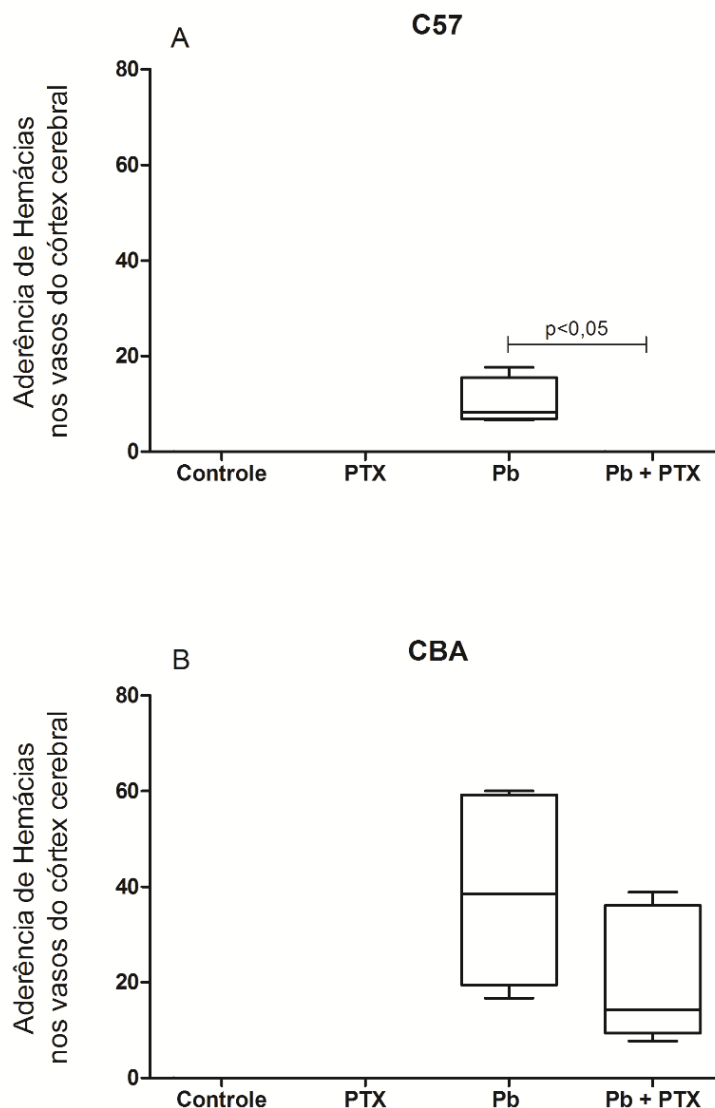 A
C57
Aderência de Hemácias
nos vasos do córtex cerebral
80
60
40
20
0
p<0,05
Controle
PTX
Pb
Pb + PTX
B
CBA
Aderência de Hemácias
nos vasos do córtex cerebral
80
60
40
20
0
Controle
PTX
Pb
Pb + PTX